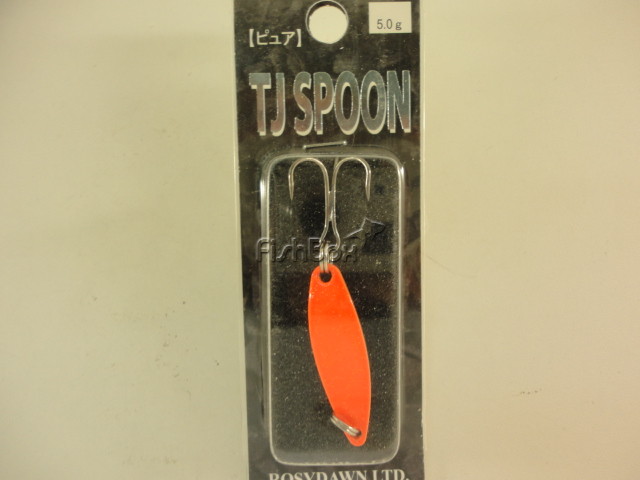 5.0g
【ピュア】
TJ SPOON
FishBox
ROSYDAWN LTD.